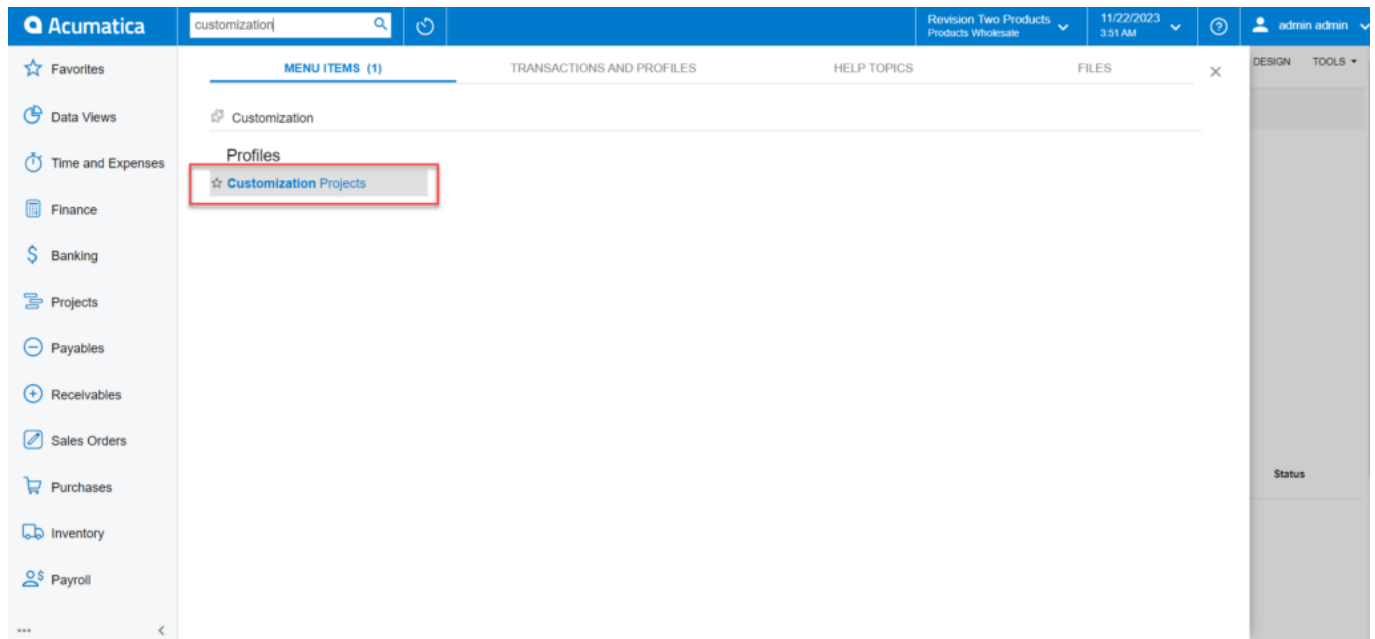 Acumatica
customization
Revision Two Products
Products Wholesale
11/22/2023
3:51 AM
admin admin
Favorites
Data Views
Time and Expenses
Finance
Banking
Projects
Payables
Receivables
Sales Orders
Purchases
Inventory
Payroll
MENU ITEMS (1)
TRANSACTIONS AND PROFILES
HELP TOPICS
FILES
Customization
Profiles
Customization Projects
DESIGN
TOOLS
Status